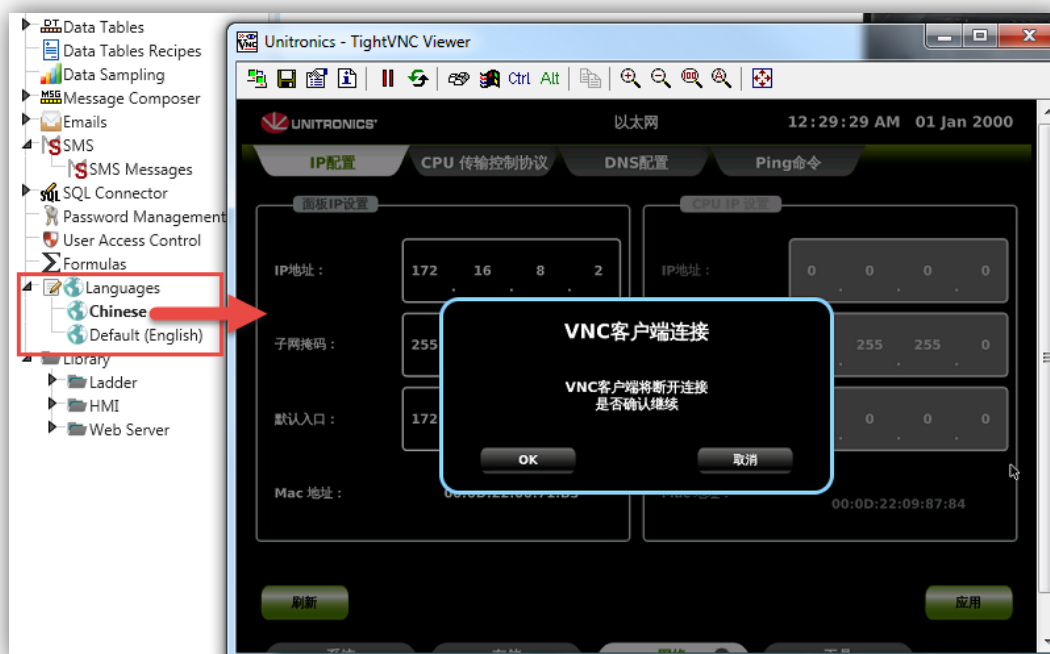 Data Tables
Data Tables Recipes
Data Sampling
Message Composer
Emails
SMS
SMS Messages
SQL Connector
Password Management
User Access Control
Formulas
Languages
Chinese
Default (English)
Library
Ladder
HMI
Web Server
Unitronics - TightVNC Viewer
Ctrl Alt
UNITRONICS
以太网
12:29:29 AM 01 Jan 2000
IP配置
CPU 传输控制协议
DNS配置
Ping命令
面板IP设置
CPU IP 设置
IP地址：
172 . 16 . 8 . 2
IP地址：
0 . 0 . 0 . 0
子网掩码：
255
255 . 255 . 0
默认入口：
172
0 . 0 . 0
Mac 地址：
00:0D:22:09:87:84
VNC客户端连接
VNC客户端将断开连接
是否确认继续
OK
取消
刷新
应用